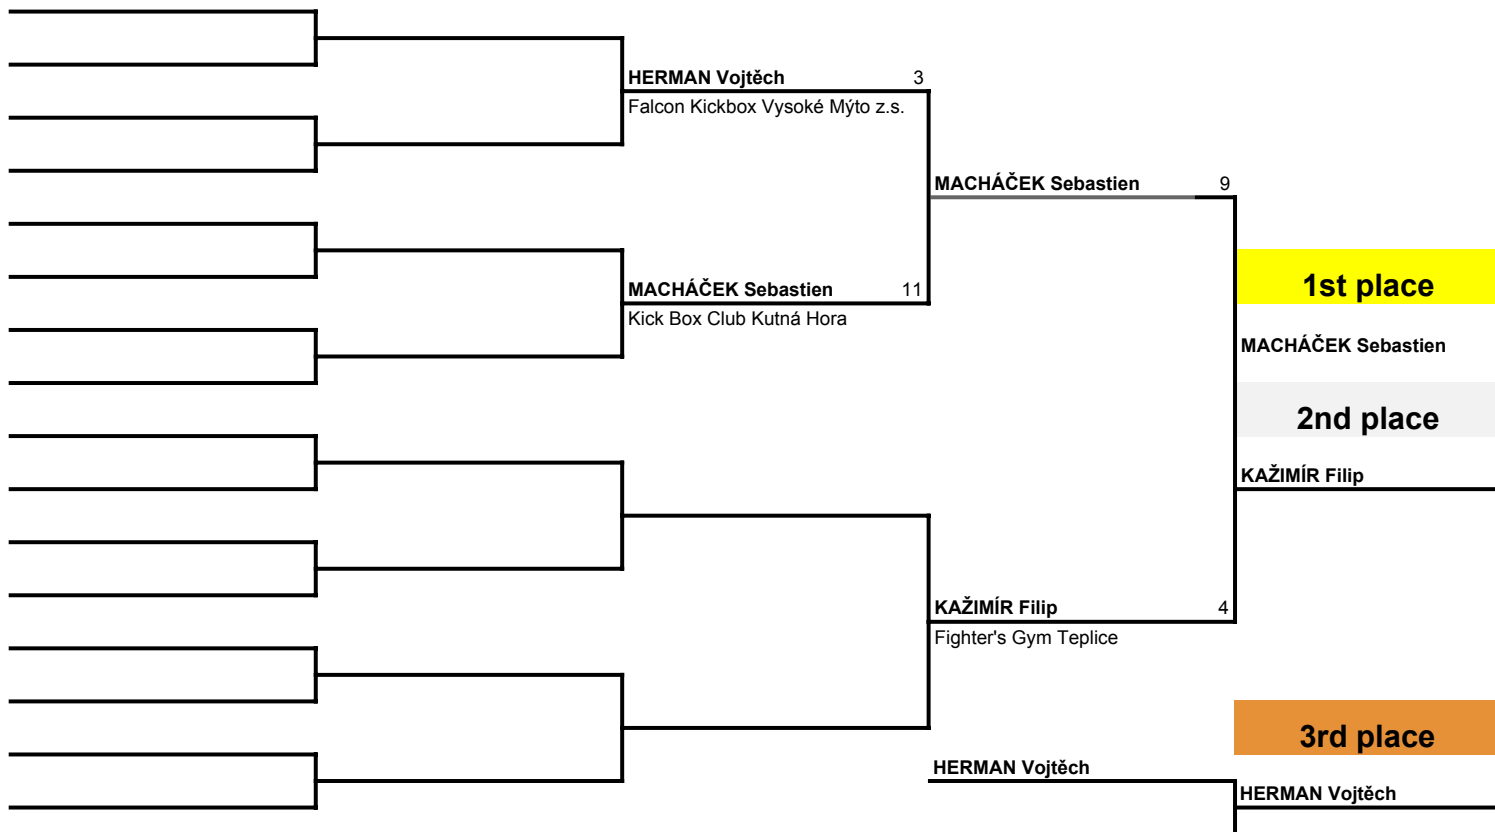 HERMAN Vojtěch 3
Falcon Kickbox Vysoké Mýto z.s.
MACHÁČEK Sebastien 9
1st place
MACHÁČEK Sebastien 11
Kick Box Club Kutná Hora
MACHÁČEK Sebastien
2nd place
KAŽIMÍR Filip
KAŽIMÍR Filip 4
Fighter's Gym Teplice
3rd place
HERMAN Vojtěch
HERMAN Vojtěch